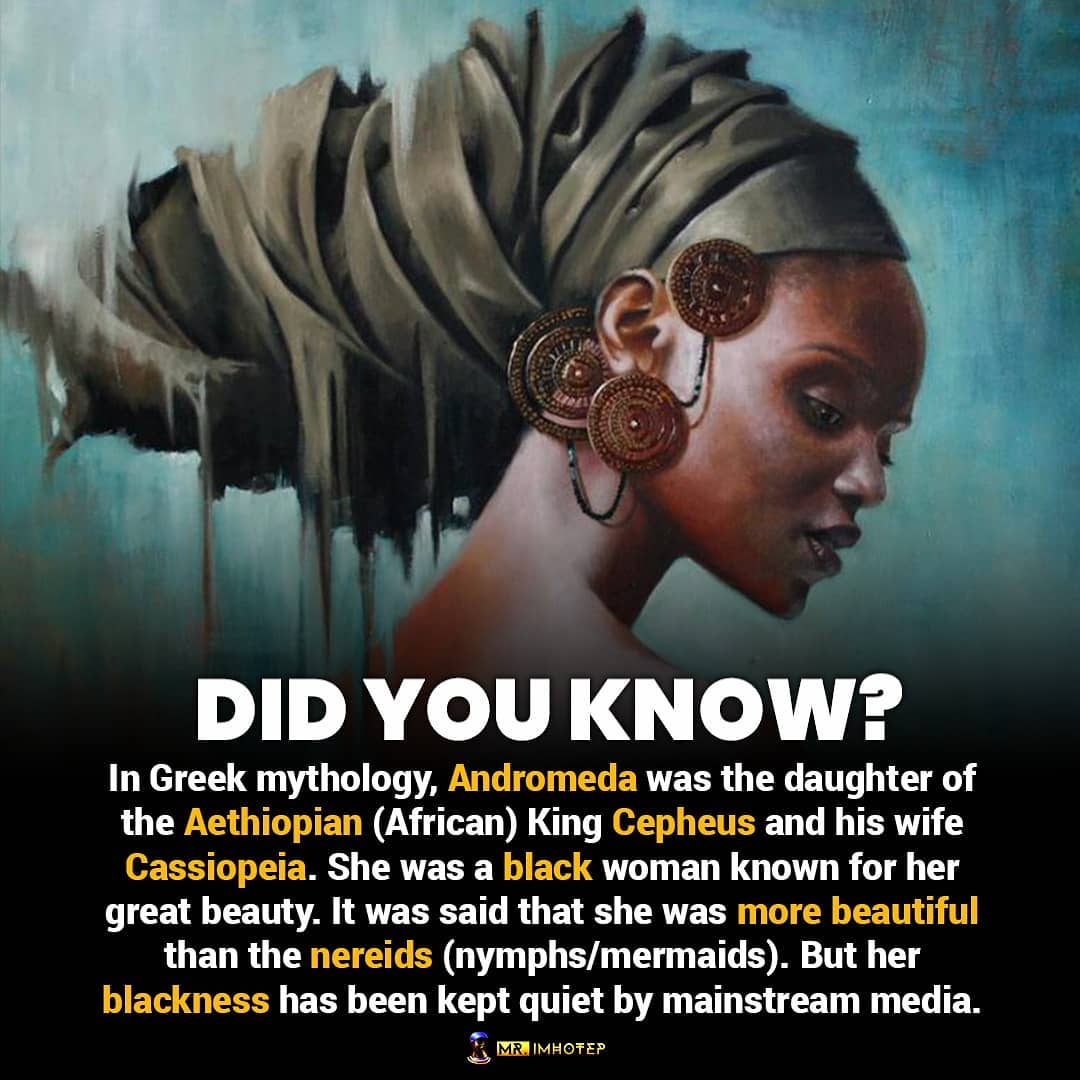 DID YOU KNOW?
In Greek mythology, Andromeda was the daughter of
the Aethiopian (African) King Cepheus and his wife
Cassiopeia. She was a black woman known for her
great beauty. It was said that she was more beautiful
than the nereids (nymphs/mermaids). But her
blackness has been kept quiet by mainstream media.
MR. IMHOTEP